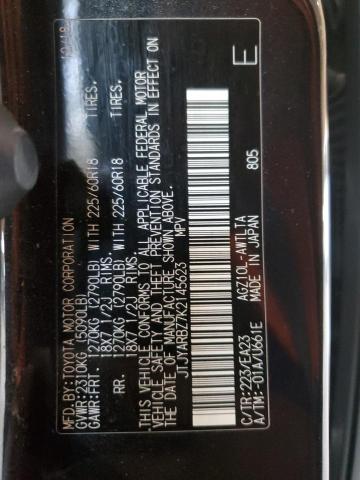 10/18
MFD. BY:TOYOTA MOTOR CORPORATION
GVWR:2310KG (5090LB)
GAWR:FRT. 1270KG (2790LB) WITH 225/60R18 TIRES.
18X7 1/2J RIMS.
RR. 1270KG (2790LB) WITH 225/60R18 TIRES.
18X7 1/2J RIMS.
THIS VEHICLE CONFORMS TO ALL APPLICABLE FEDERAL MOTOR
VEHICLE SAFETY AND THEFT PREVENTION STANDARDS IN EFFECT ON
THE DATE OF MANUFACTURE SHOWN ABOVE.
JTJYARBZ7K2145623 MPV
E
C/TR:223/EA23 AGZ10L-AWTLTA 805
A/TM:-01A/U661E MADE IN JAPAN